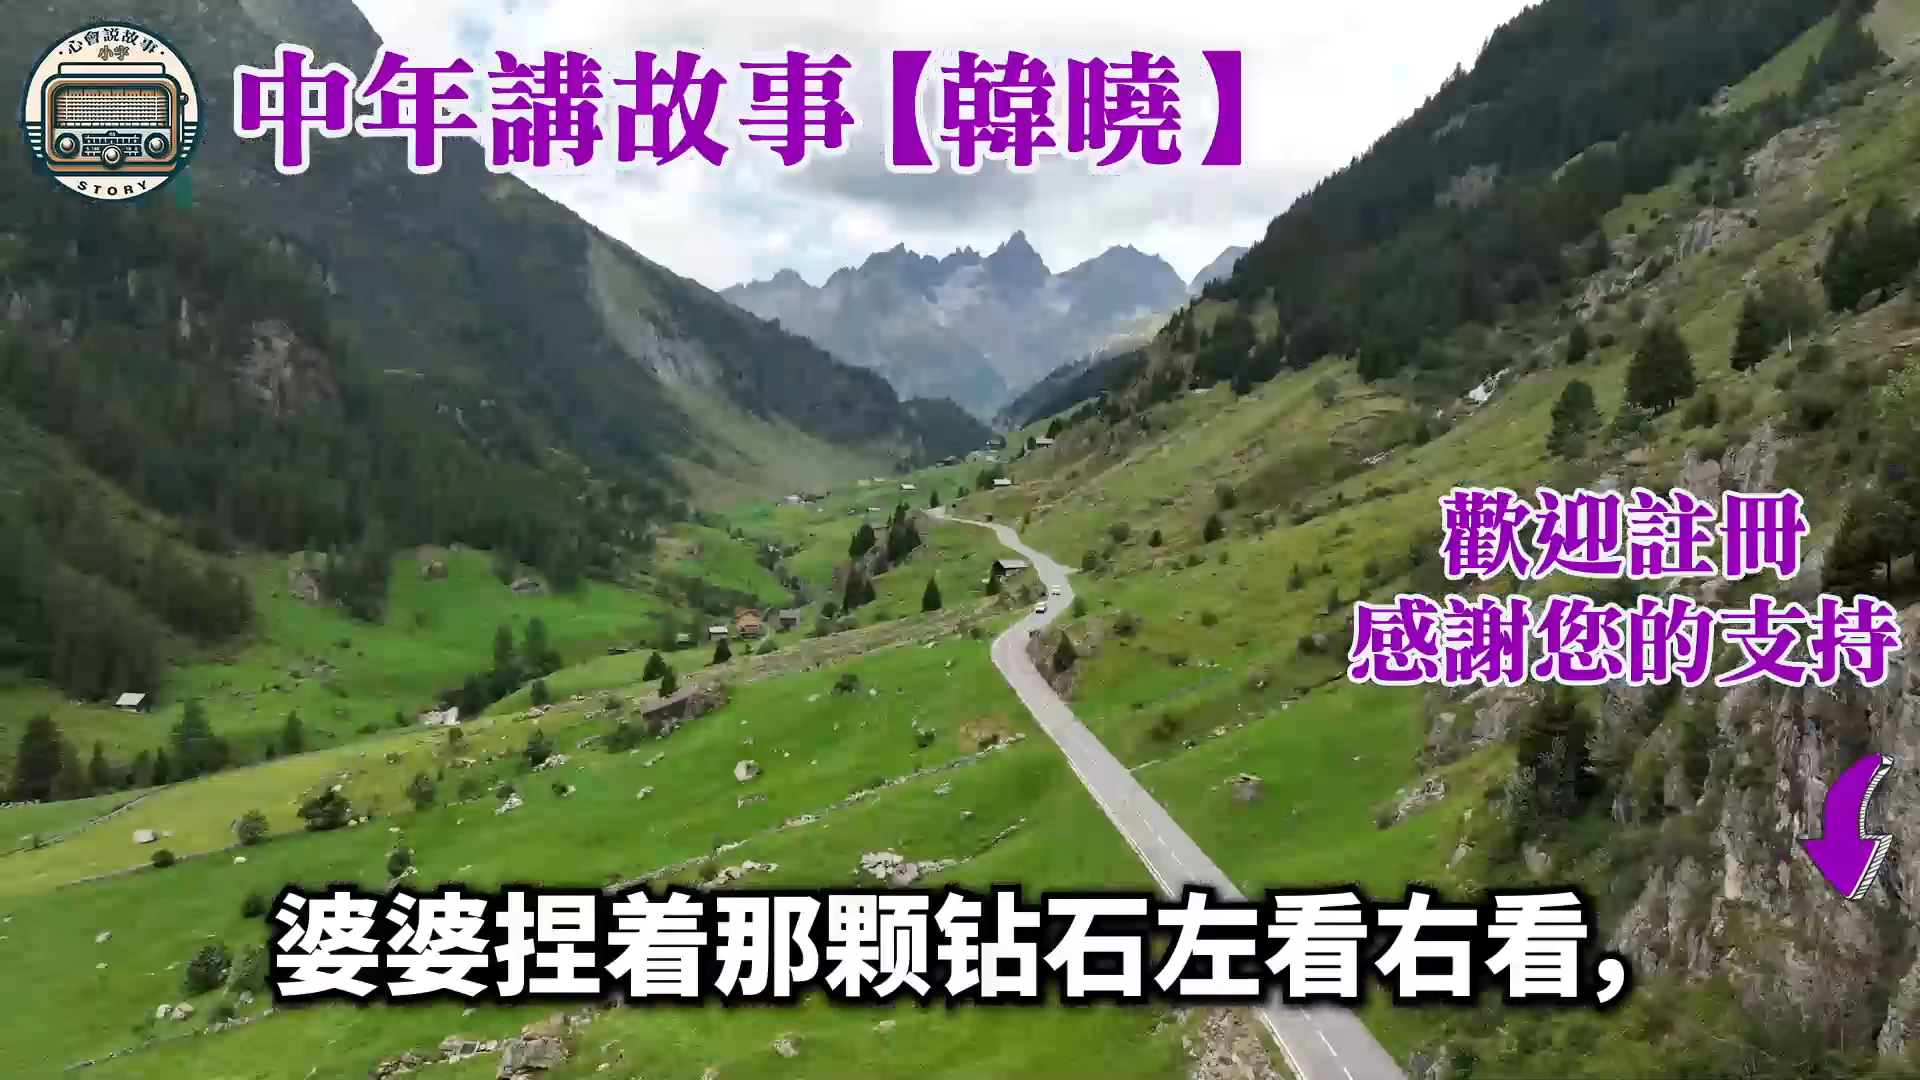 心會説故事
小宇
STORY
中年講故事【韓曉】
歡迎註冊
感謝您的支持
婆婆捏着那颗钻石左看右看，